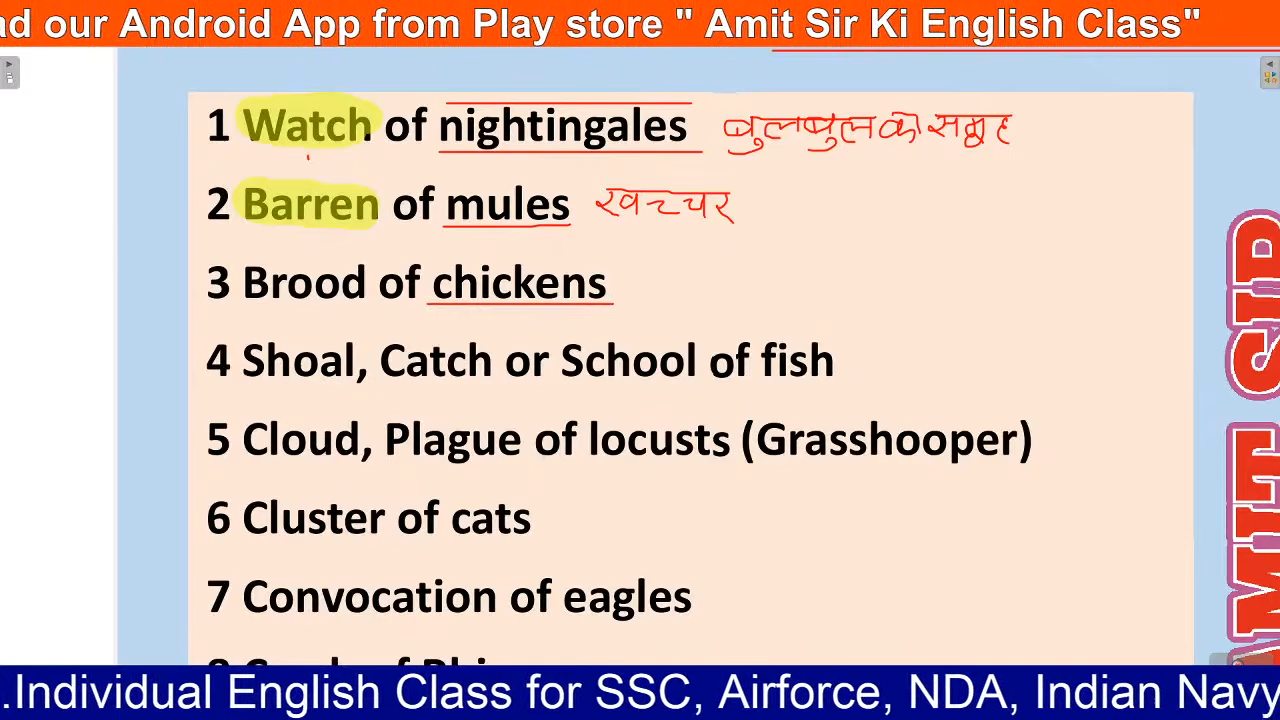 ad our Android App from Play store " Amit Sir Ki English Class"
1 Watch of nightingales बुलबुल का समूह
2 Barren of mules खच्चर
3 Brood of chickens
4 Shoal, Catch or School of fish
5 Cloud, Plague of locusts (Grasshooper)
6 Cluster of cats
7 Convocation of eagles
AMIT SIR
.Individual English Class for SSC, Airforce, NDA, Indian Navy